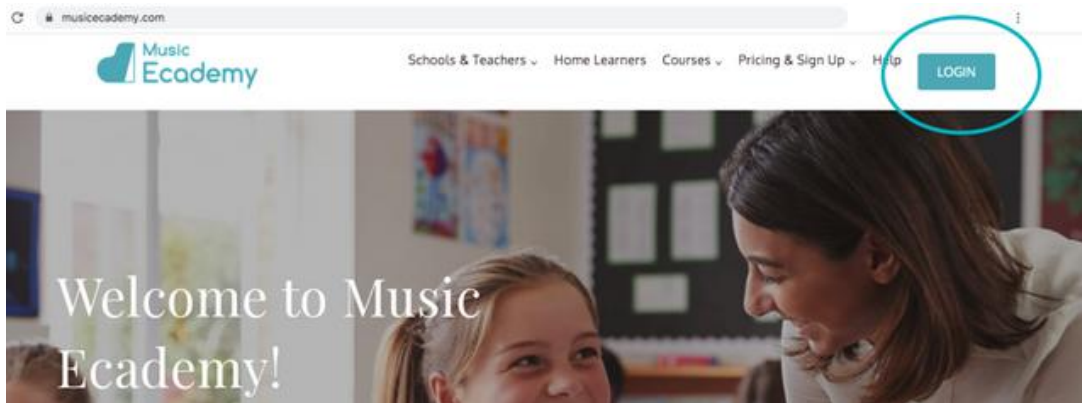 musicecademy.com
Music
Ecademy
Schools & Teachers Home Learners Courses Pricing & Sign Up Help
LOGIN
Welcome to Music
Ecademy!